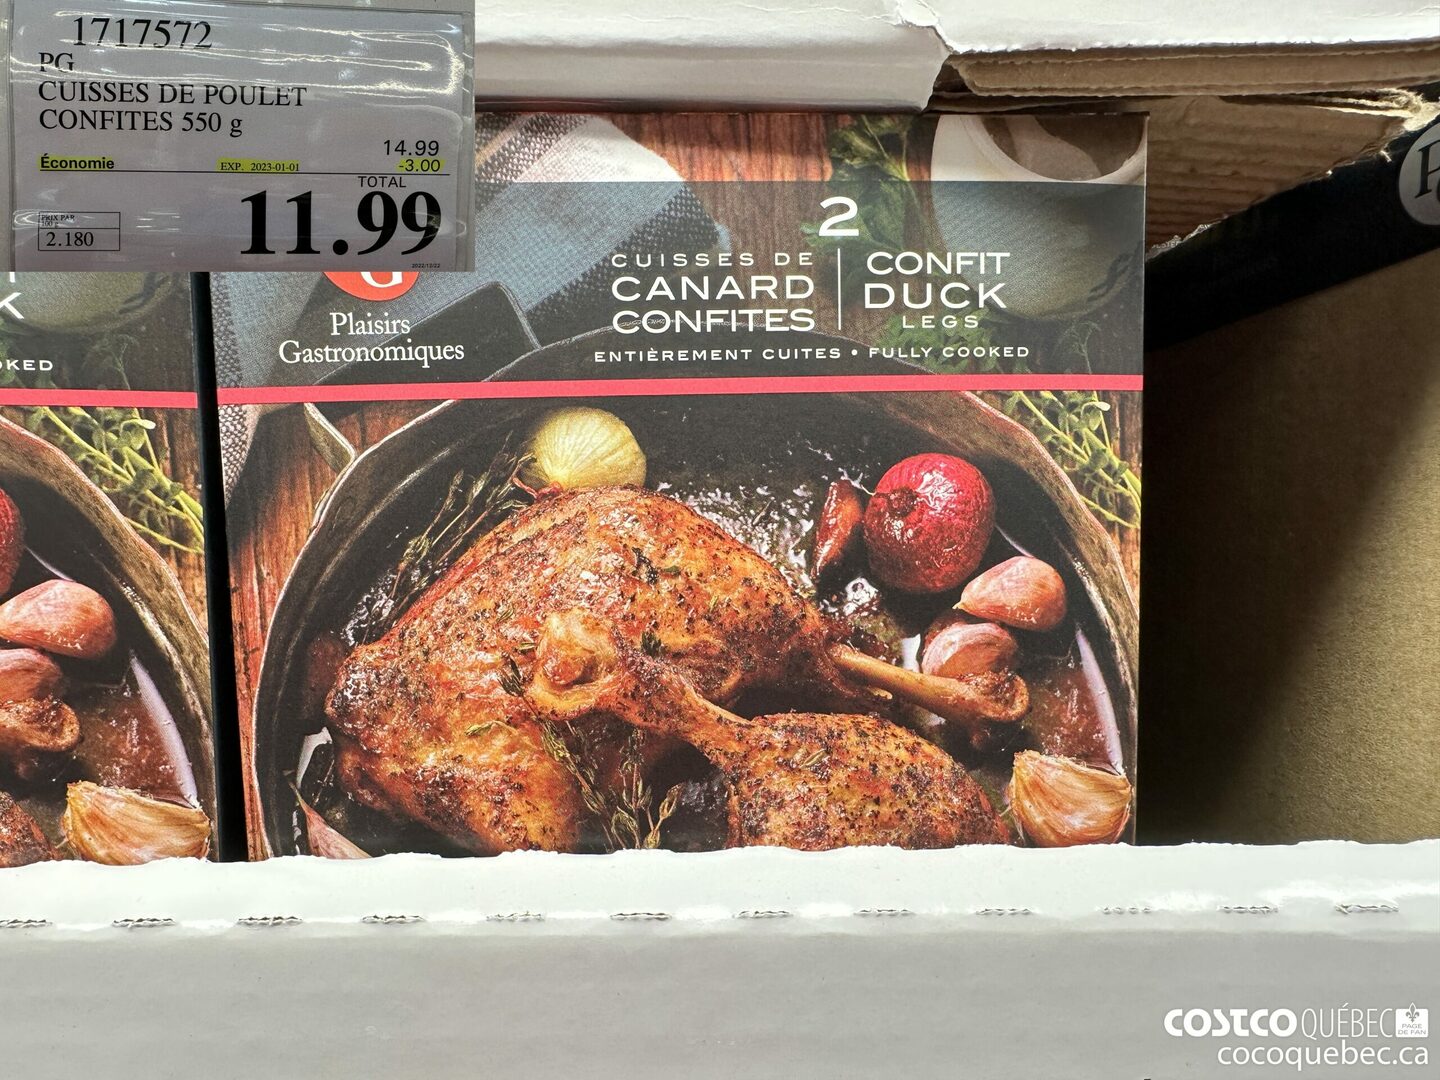 1717572
PG
CUISSES DE POULET
CONFITES 550 g
14.99
Économie EXP. 2023-01-01 -3.00
TOTAL
11.99
PRIX PAR
100 g
2.180
2022/12/22
G
Plaisirs
Gastronomiques
2
CUISSES DE
CANARD
CONFITES
CONFIT
DUCK
LEGS
ENTIÈREMENT CUITES • FULLY COOKED
K
OKED
P
COSTCO QUÉBEC
PAGE
DE FAN
cocoquebec.ca